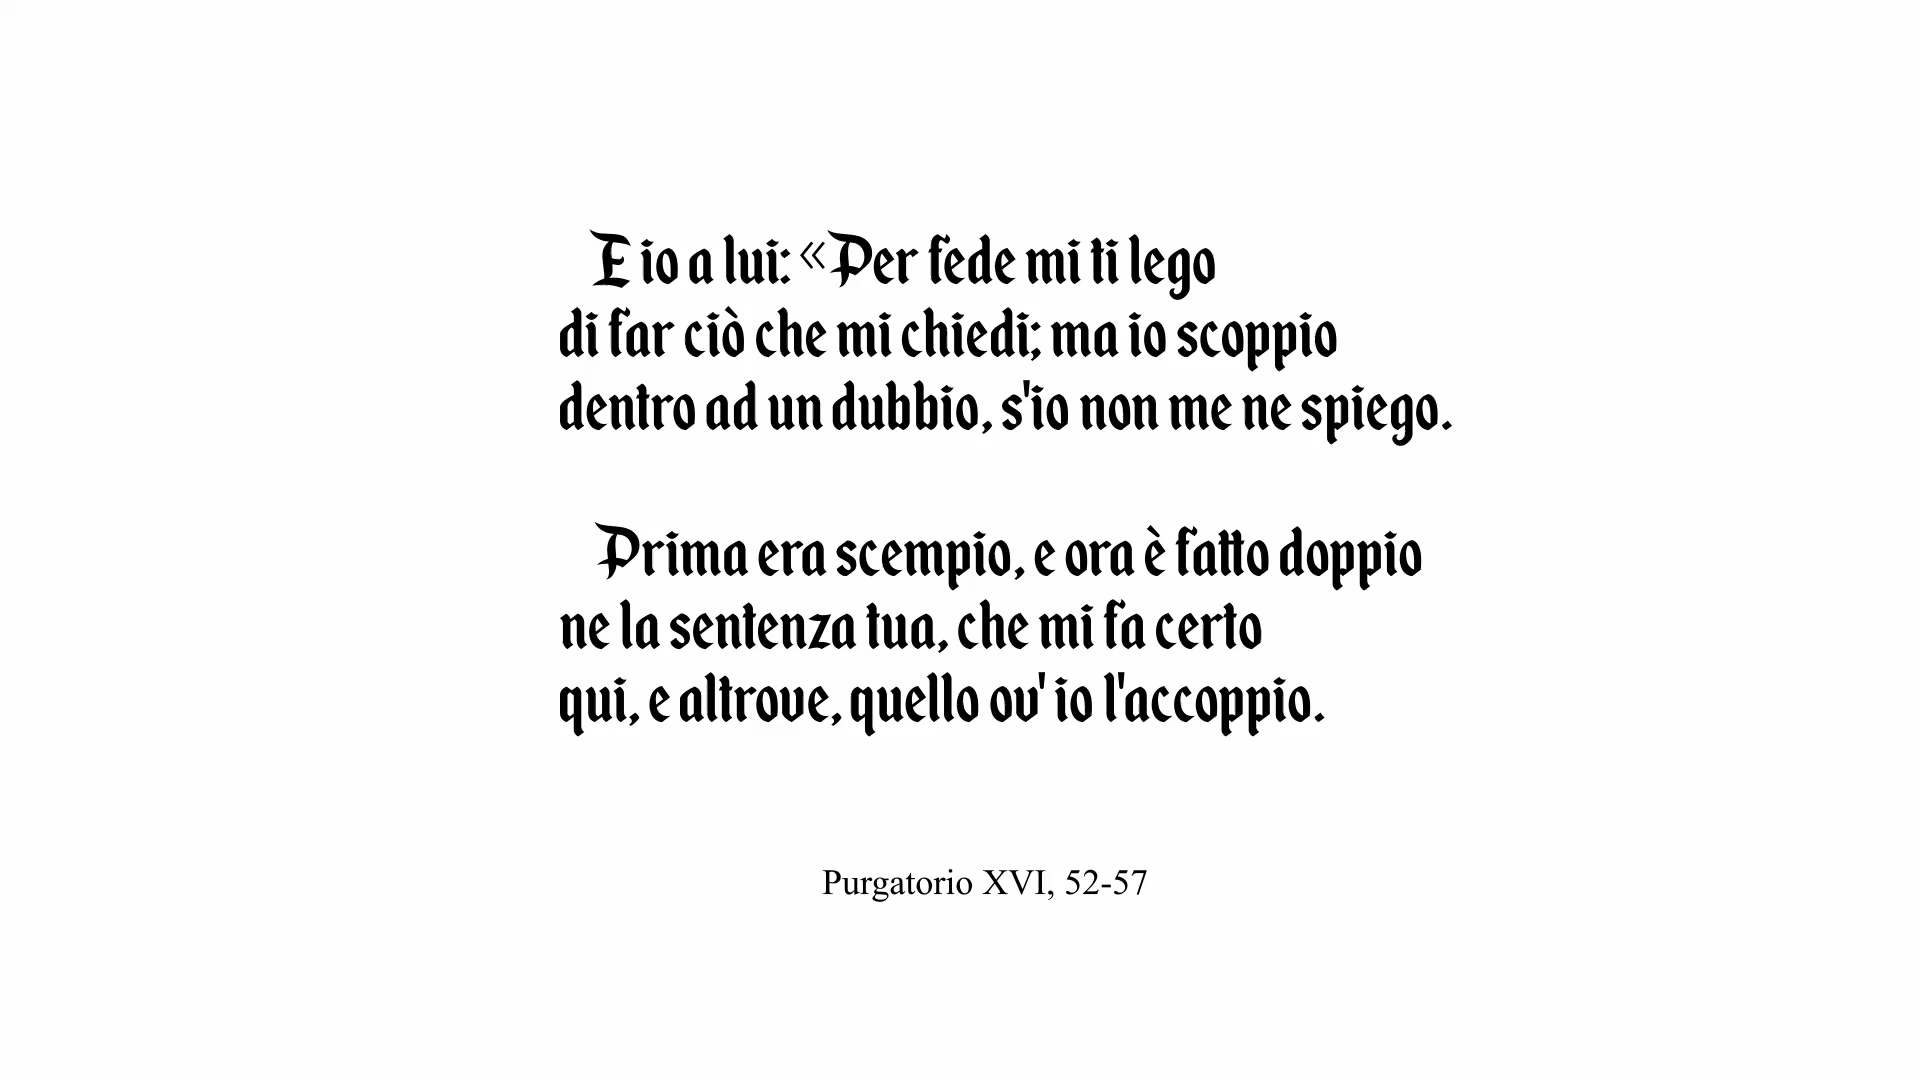 E io a lui: «Per fede mi ti lego
di far ciò che mi chiedi; ma io scoppio
dentro ad un dubbio, s'io non me ne spiego.
Prima era scempio, e ora è fatto doppio
ne la sentenza tua, che mi fa certo
qui, e altrove, quello ov' io l'accoppio.
Purgatorio XVI, 52-57